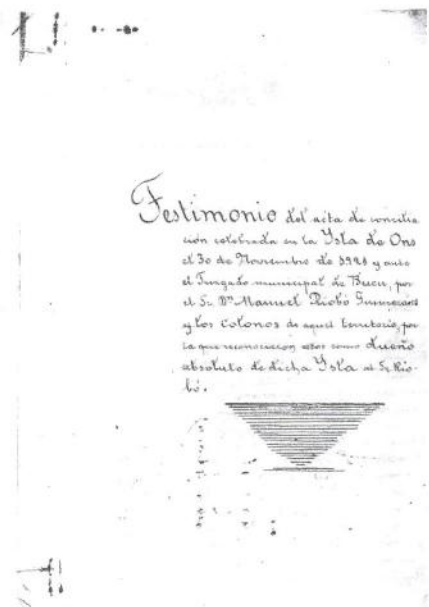 Testimonio del acta de concilia
ción celebrada en la Ysla de Ons
el 30 de Noviembre de 1929 y ante
el Juzgado municipal de Bueu, por
el Sr. Dn. Manuel Riobó Guimerans
y los colonos de aquel territorio, por
la que reconocieron estos como dueño
absoluto de dicha Ysla al Sr. Rio-
bó.